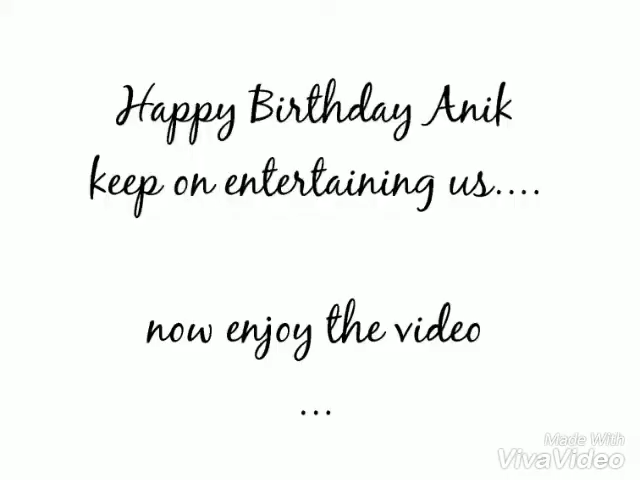 Happy Birthday Anik
keep on entertaining us....
now enjoy the video
...
Made With
VivaVideo